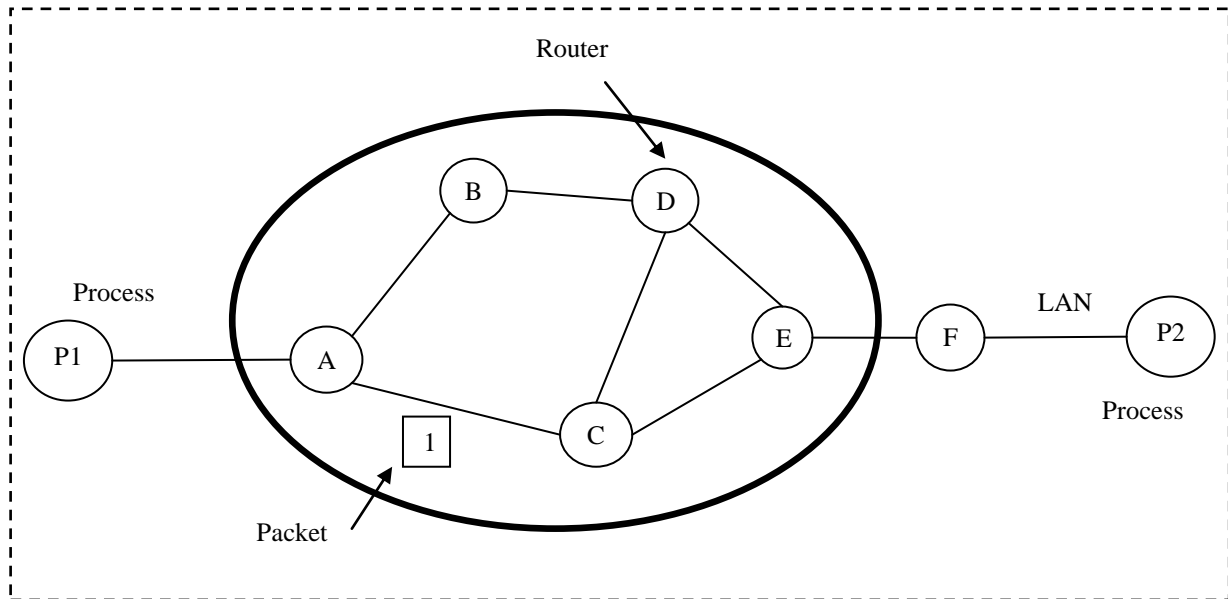 Router
B
D
Process
LAN
P1
A
E
F
P2
Process
C
1
Packet